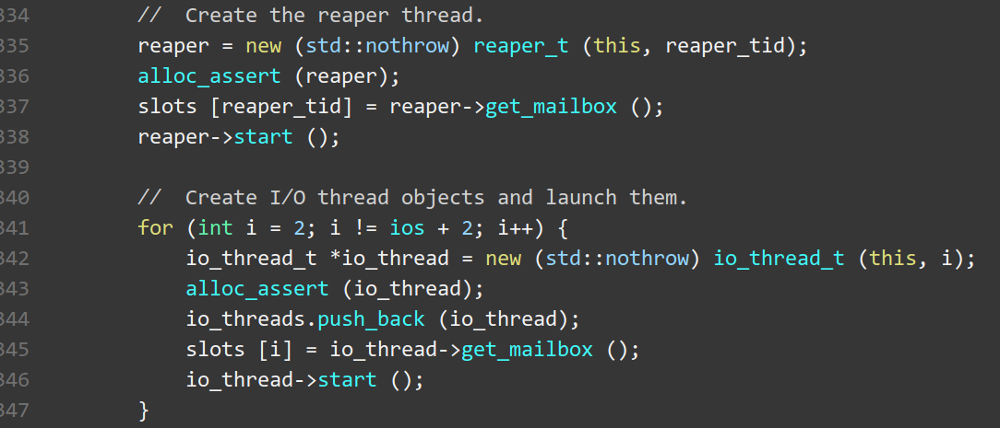 334 //  Create the reaper thread.
335 reaper = new (std::nothrow) reaper_t (this, reaper_tid);
336 alloc_assert (reaper);
337 slots [reaper_tid] = reaper->get_mailbox ();
338 reaper->start ();
339
340 //  Create I/O thread objects and launch them.
341 for (int i = 2; i != ios + 2; i++) {
342     io_thread_t *io_thread = new (std::nothrow) io_thread_t (this, i);
343     alloc_assert (io_thread);
344     io_threads.push_back (io_thread);
345     slots [i] = io_thread->get_mailbox ();
346     io_thread->start ();
347 }